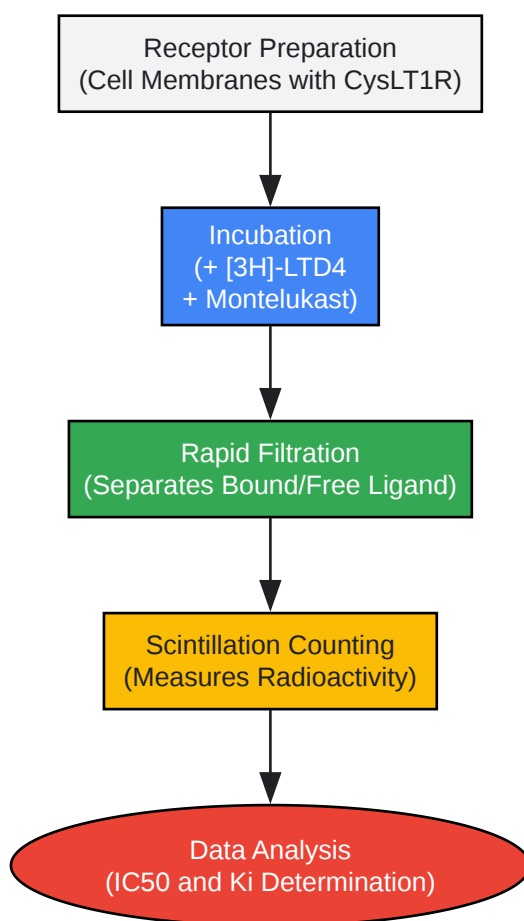 Receptor Preparation
(Cell Membranes with CysLT1R)
Incubation
(+ [3H]-LTD4
+ Montelukast)
Rapid Filtration
(Separates Bound/Free Ligand)
Scintillation Counting
(Measures Radioactivity)
Data Analysis
(IC50 and Ki Determination)